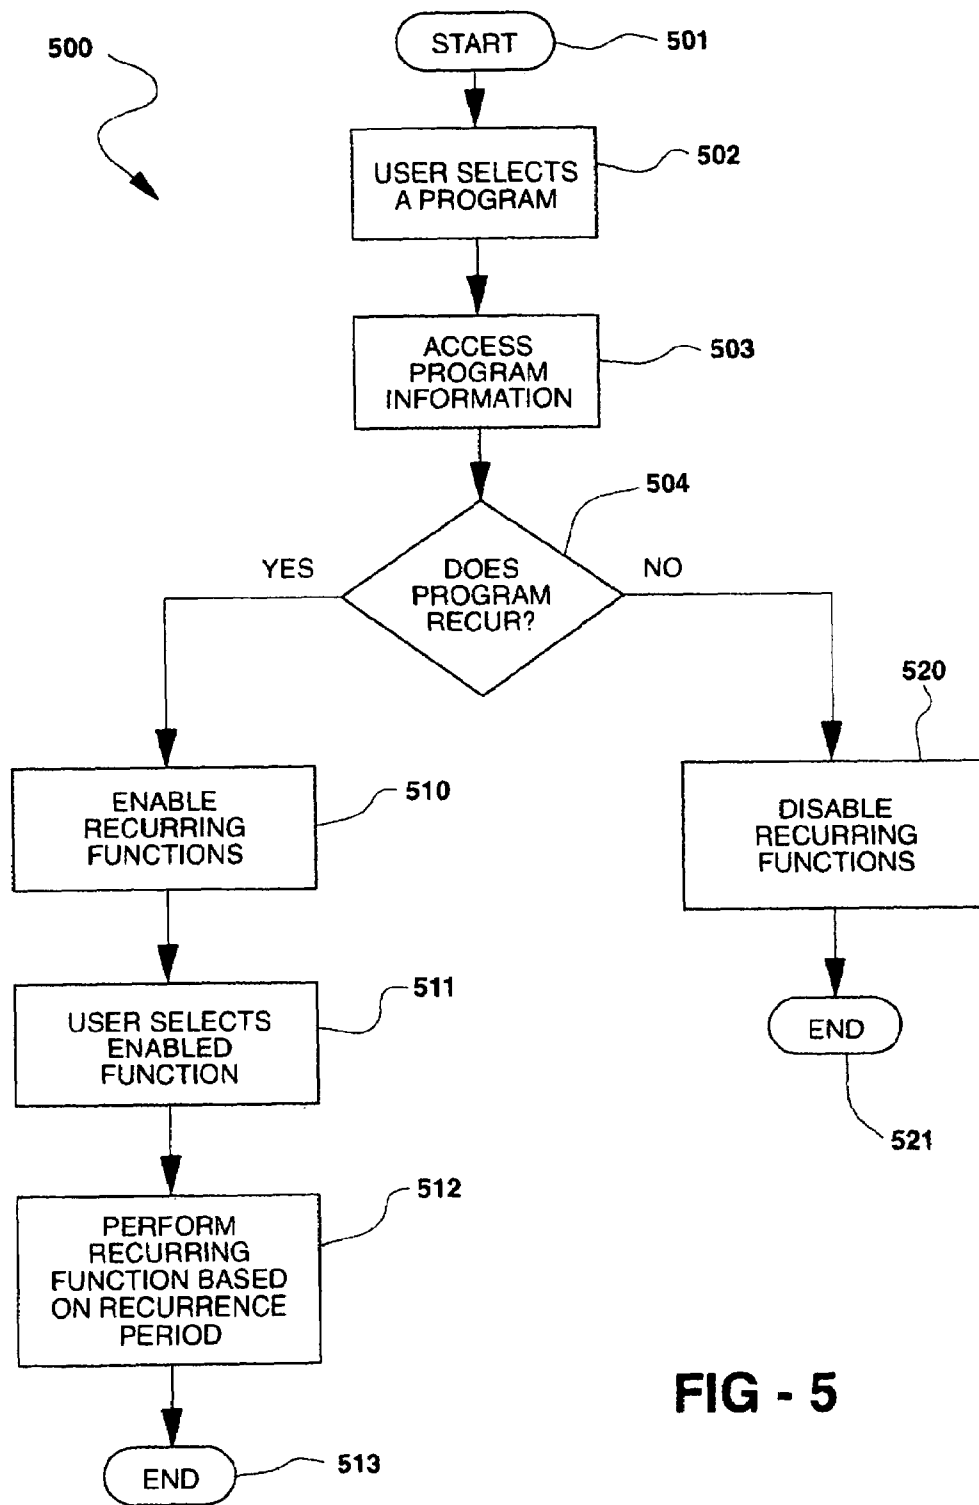 500
START
501
USER SELECTS
A PROGRAM
502
ACCESS
PROGRAM
INFORMATION
503
504
YES
DOES
PROGRAM
RECUR?
NO
520
ENABLE
RECURRING
FUNCTIONS
510
DISABLE
RECURRING
FUNCTIONS
USER SELECTS
ENABLED
FUNCTION
511
END
521
PERFORM
RECURRING
FUNCTION BASED
ON RECURRENCE
PERIOD
512
END
513
FIG - 5